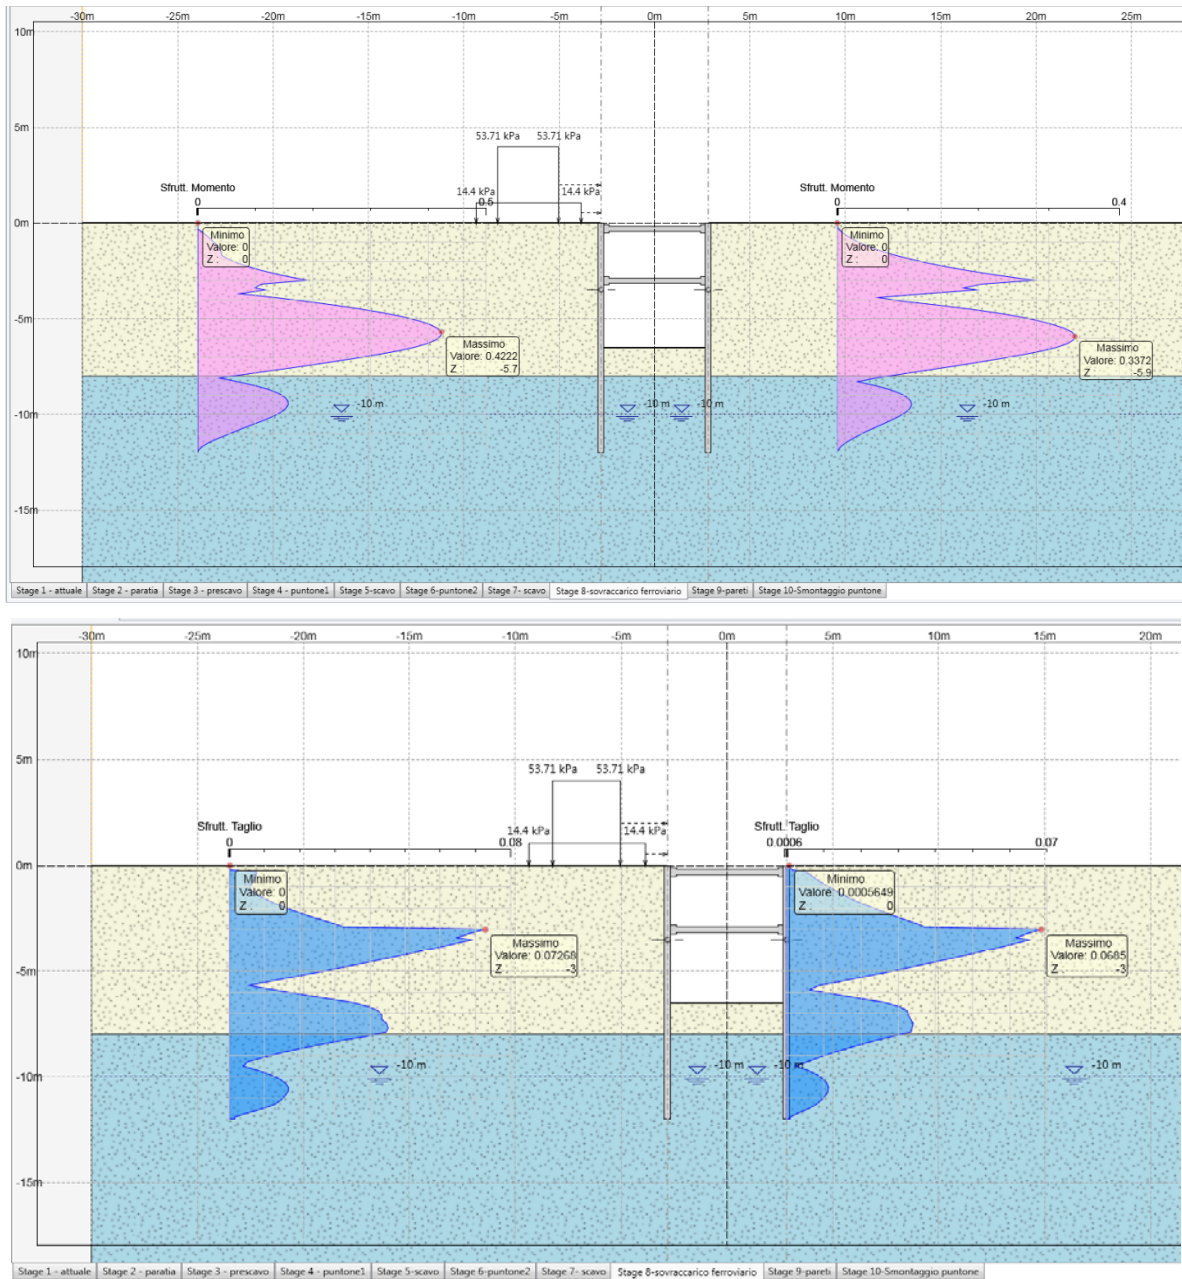 -30m -25m -20m -15m -10m -5m 0m 5m 10m 15m 20m 25m
10m
5m
53.71 kPa 53.71 kPa
Sfrutt. Momento
14.4 kPa 14.4 kPa
0 0.5
Sfrutt. Momento
0 0.4
0m
Minimo
Valore: 0
Z : 0
Minimo
Valore: 0
Z : 0
-5m
Massimo
Valore: 0.4222
Z -5.7
Massimo
Valore: 0.3372
Z -5.9
-10m
-10 m
-10 m
-10 m
-10 m
-15m
Stage 1 - attuale Stage 2 - paratia Stage 3 - prescavo Stage 4 - puntone1 Stage 5-scavo Stage 6-puntone2 Stage 7- scavo Stage 8-sovraccarico ferroviario Stage 9-pareti Stage 10-Smontaggio puntone
-30m -25m -20m -15m -10m -5m 0m 5m 10m 15m 20m
10m
5m
53.71 kPa 53.71 kPa
Sfrutt. Taglio
14.4 kPa 14.4 kPa
0 0.08
Sfrutt. Taglio
0.0006 0.07
0m
Minimo
Valore: 0
Z : 0
Minimo
Valore: 0.0005649
Z : 0
Massimo
Valore: 0.07268
Z -3
Massimo
Valore: 0.0685
Z -3
-5m
-10 m
-10 m
-10 m
-10 m
-10m
-15m
Stage 1 - attuale Stage 2 - paratia Stage 3 - prescavo Stage 4 - puntone1 Stage 5-scavo Stage 6-puntone2 Stage 7- scavo Stage 8-sovraccarico ferroviario Stage 9-pareti Stage 10-Smontaggio puntone